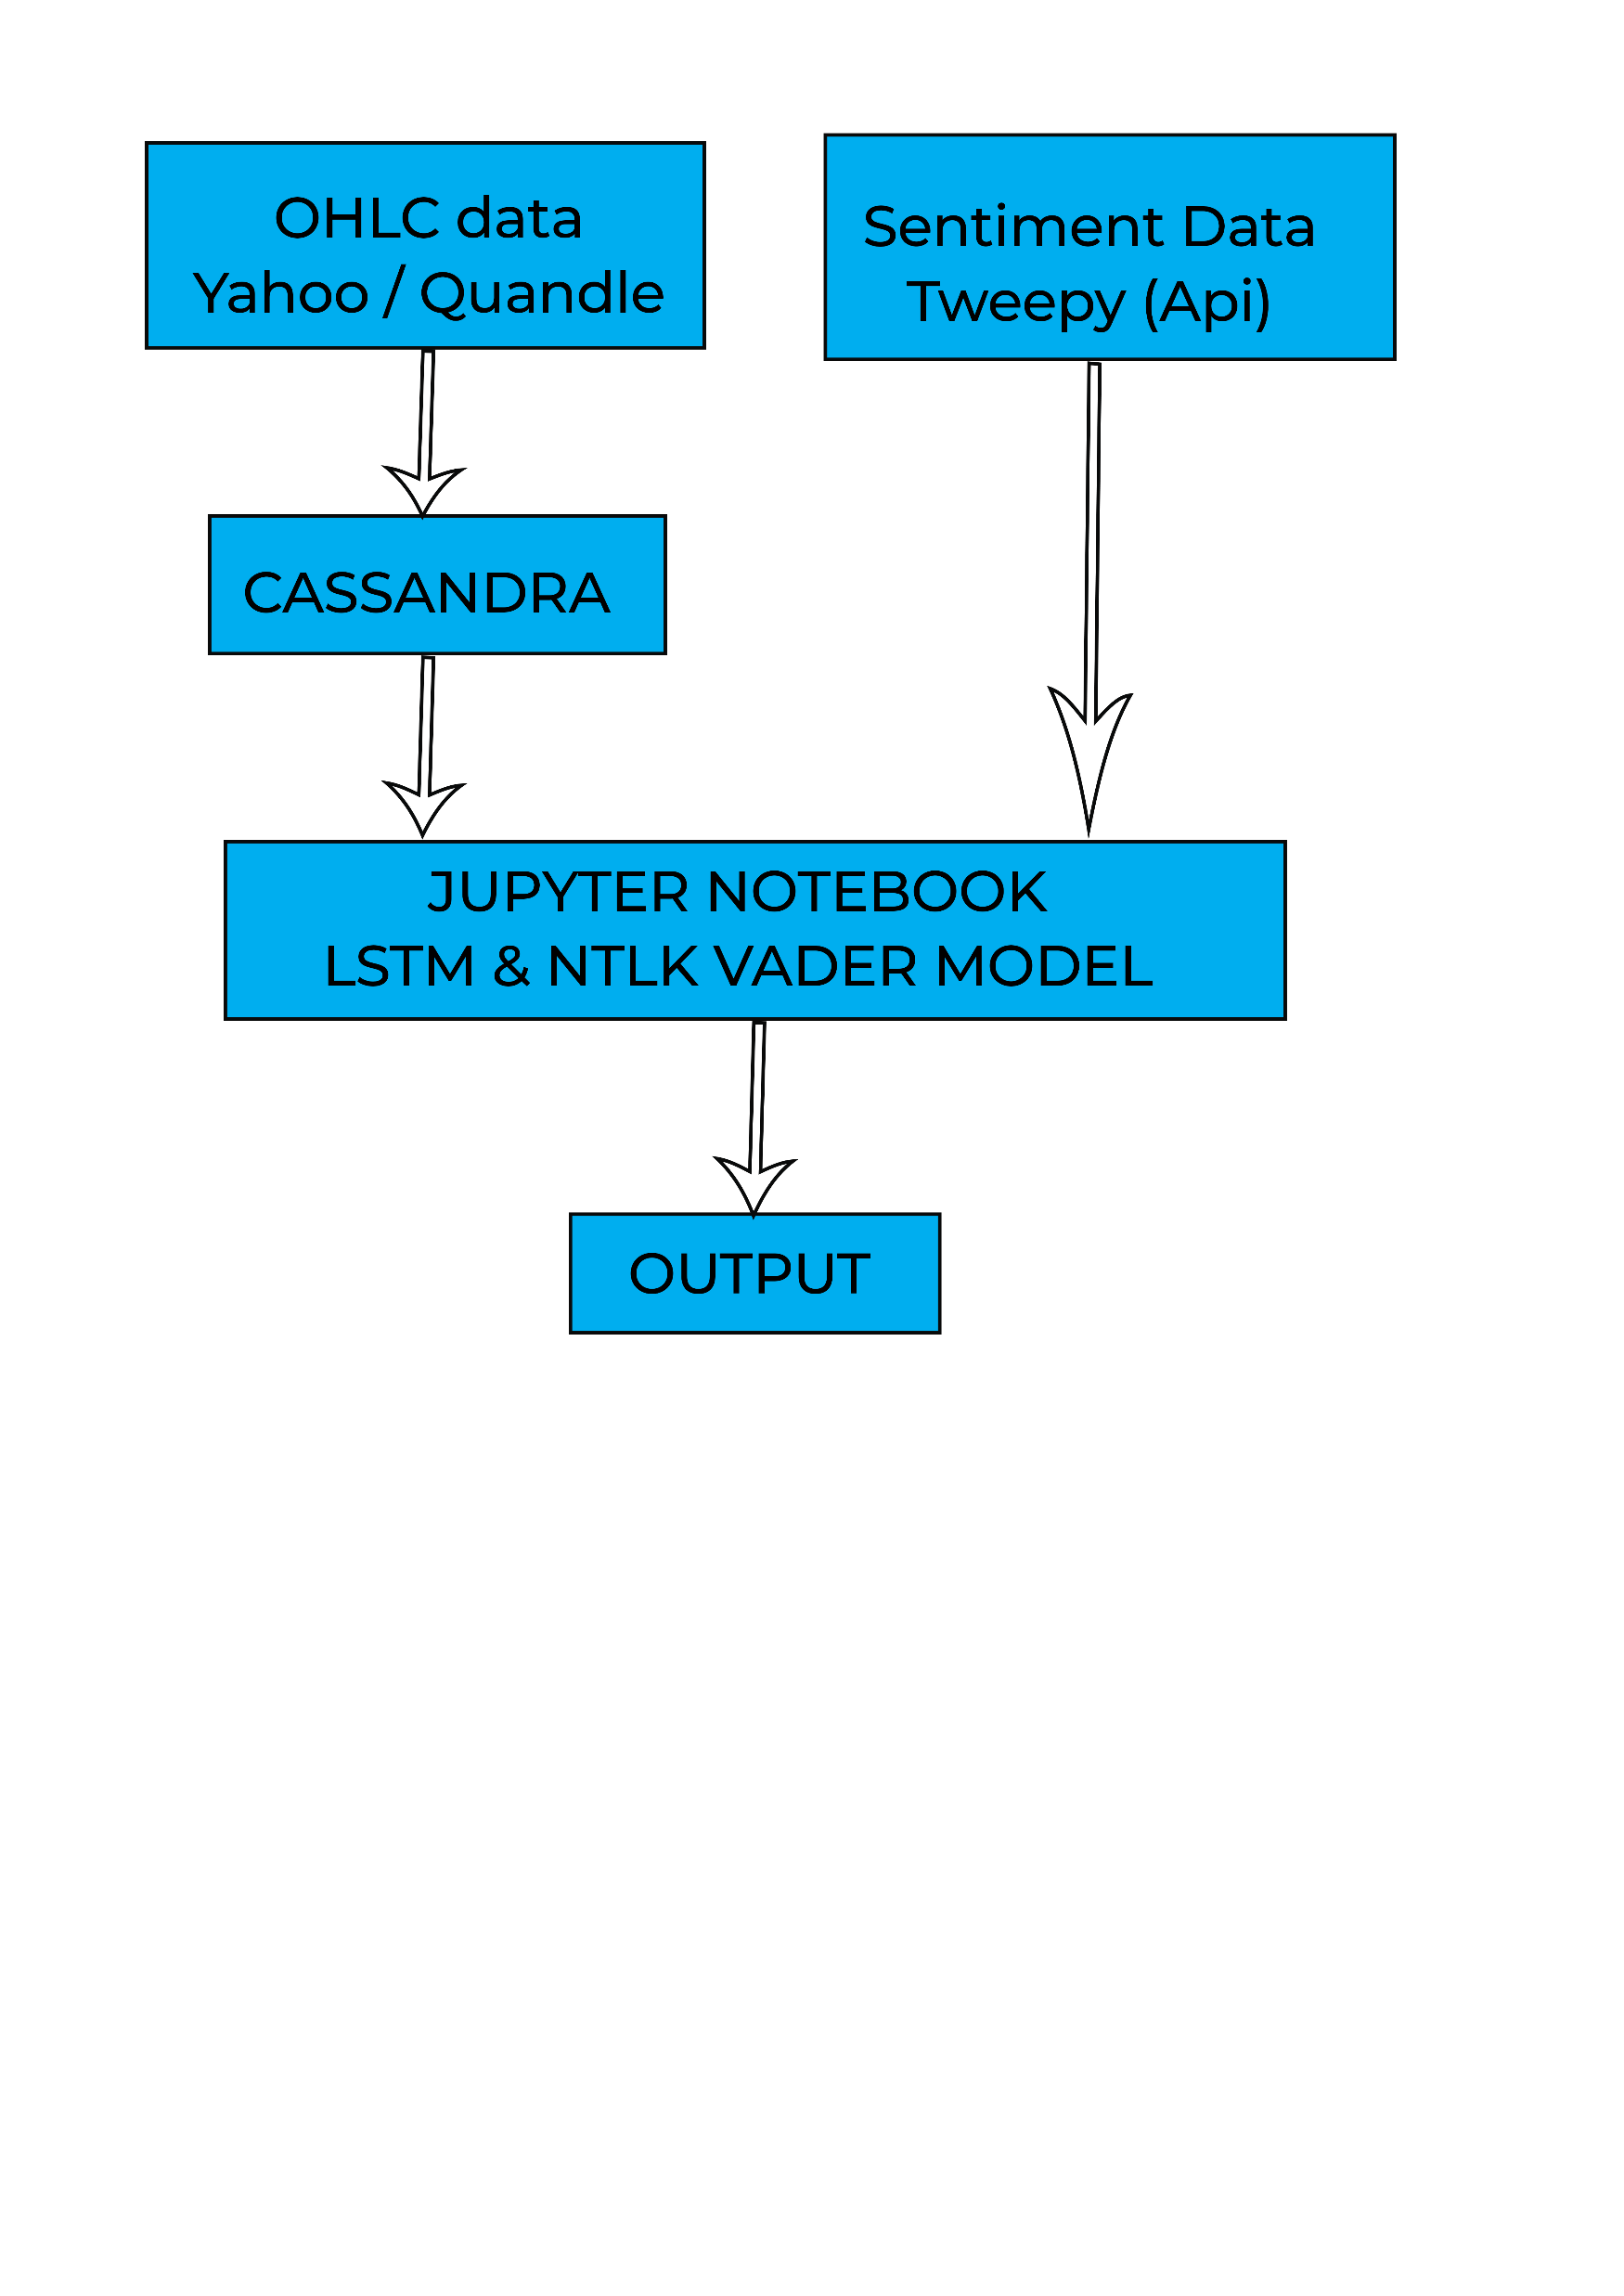 OHLC data
Yahoo / Quandle
Sentiment Data
Tweepy (Api)
CASSANDRA
JUPYTER NOTEBOOK
LSTM & NTLK VADER MODEL
OUTPUT